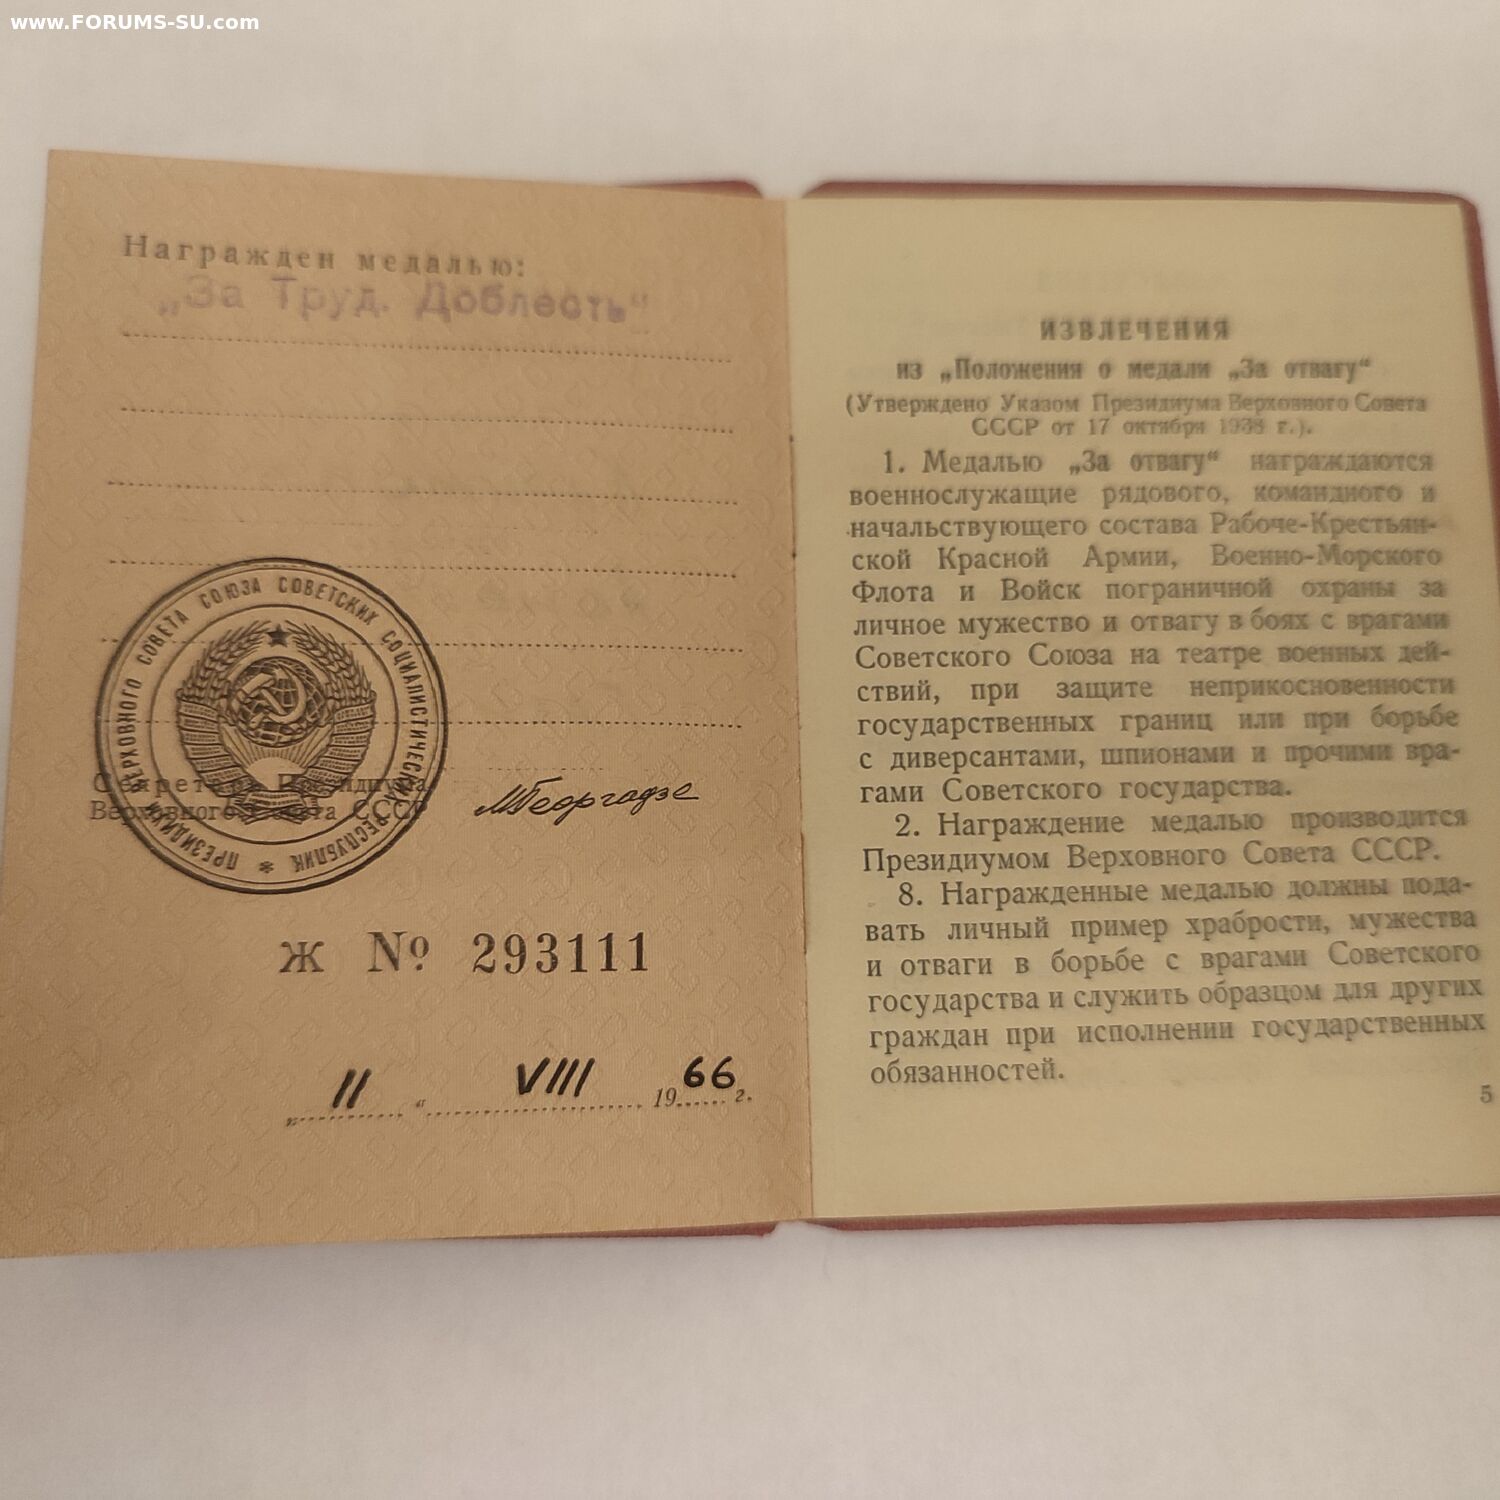 www.FORUMS-SU.com
Награжден медалью:
„За Труд. Доблесть“
ПРЕЗИДИУМ ВЕРХОВНОГО СОВЕТА СОЮЗА СОВЕТСКИХ СОЦИАЛИСТИЧЕСКИХ РЕСПУБЛИК *
Секретарь Президиума
Верховного Совета СССР
МГеоргадзе
Ж № 293111
„ 11 “ VIII 1966 г.
ИЗВЛЕЧЕНИЯ
из „Положения о медали „За отвагу“
(Утверждено Указом Президиума Верховного Совета
СССР от 17 октября 1938 г.).
1. Медалью „За отвагу“ награждаются
военнослужащие рядового, командного и
начальствующего состава Рабоче-Крестьян-
ской Красной Армии, Военно-Морского
Флота и Войск пограничной охраны за
личное мужество и отвагу в боях с врагами
Советского Союза на театре военных дей-
ствий, при защите неприкосновенности
государственных границ или при борьбе
с диверсантами, шпионами и прочими вра-
гами Советского государства.
2. Награждение медалью производится
Президиумом Верховного Совета СССР.
8. Награжденные медалью должны пода-
вать личный пример храбрости, мужества
и отваги в борьбе с врагами Советского
государства и служить образцом для других
граждан при исполнении государственных
обязанностей.
5